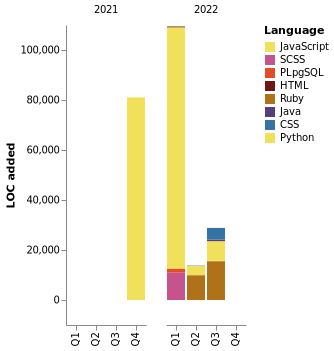 2021 2022
Language
JavaScript
SCSS
PLpgSQL
HTML
Ruby
Java
CSS
Python
LOC added
100,000
80,000
60,000
40,000
20,000
0
Q1 Q2 Q3 Q4 Q1 Q2 Q3 Q4